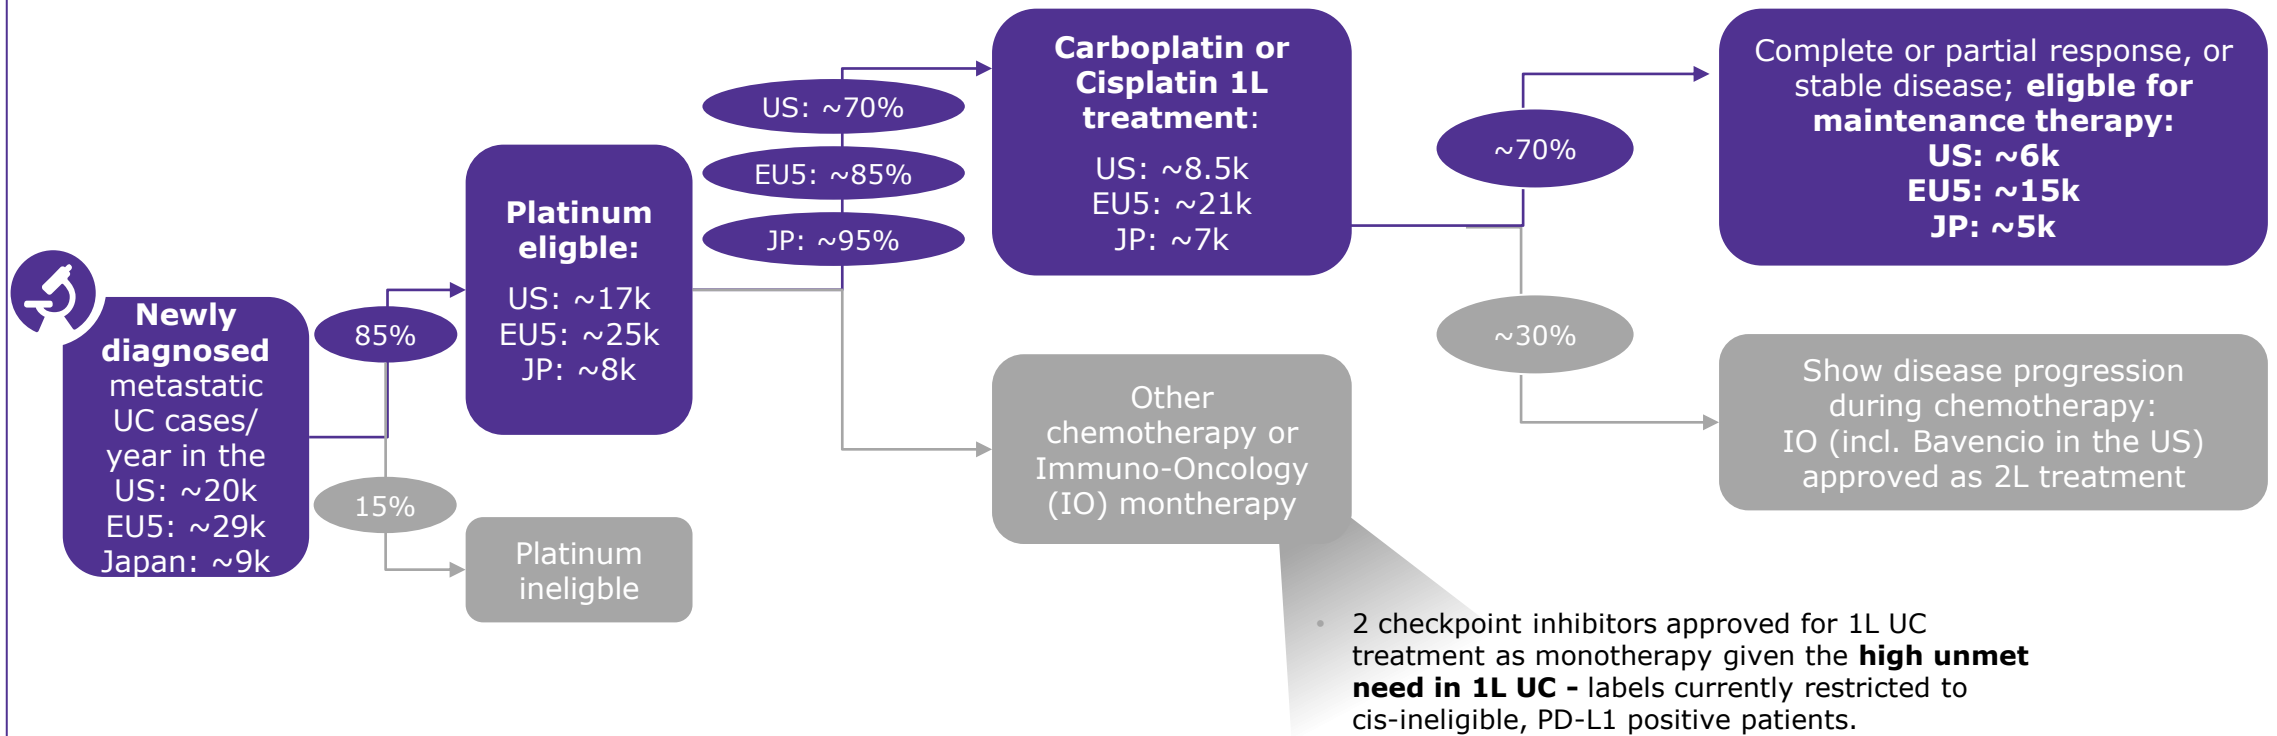 Newly
diagnosed
metastatic
UC cases/
year in the
US: ~20k
EU5: ~29k
Japan: ~9k
85%
15%
Platinum
eligble:
US: ~17k
EU5: ~25k
JP: ~8k
Platinum
ineligble
US: ~70%
EU5: ~85%
JP: ~95%
Carboplatin or
Cisplatin 1L
treatment:
US: ~8.5k
EU5: ~21k
JP: ~7k
Other
chemotherapy or
Immuno-Oncology
(IO) montherapy
• 2 checkpoint inhibitors approved for 1L UC
treatment as monotherapy given the high unmet
need in 1L UC - labels currently restricted to
cis-ineligible, PD-L1 positive patients.
~70%
~30%
Complete or partial response, or
stable disease; eligble for
maintenance therapy:
US: ~6k
EU5: ~15k
JP: ~5k
Show disease progression
during chemotherapy:
IO (incl. Bavencio in the US)
approved as 2L treatment